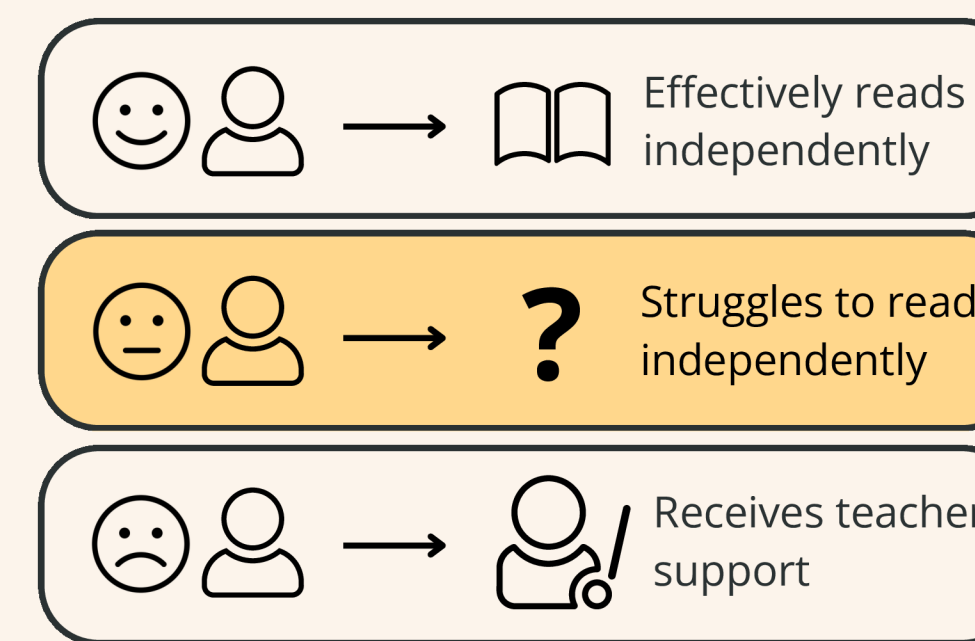 Effectively reads
independently
?
Struggles to read
independently
Receives teacher
support